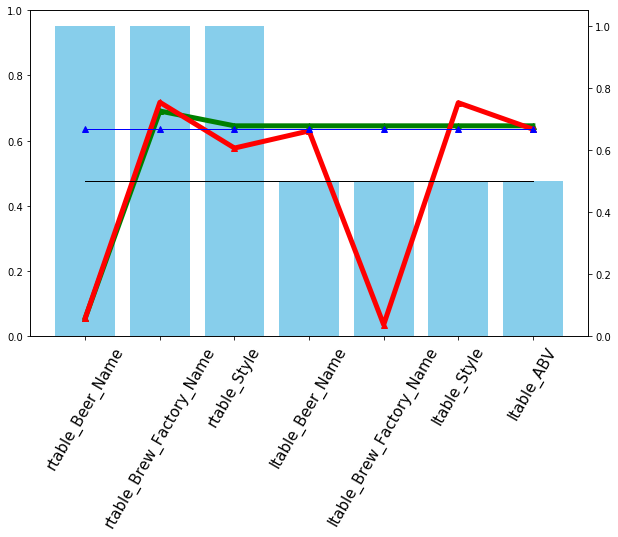 1.0
0.8
0.6
0.4
0.2
0.0
1.0
0.8
0.6
0.4
0.2
0.0
rtable_Beer_Name
rtable_Brew_Factory_Name
rtable_Style
ltable_Beer_Name
ltable_Brew_Factory_Name
ltable_Style
ltable_ABV